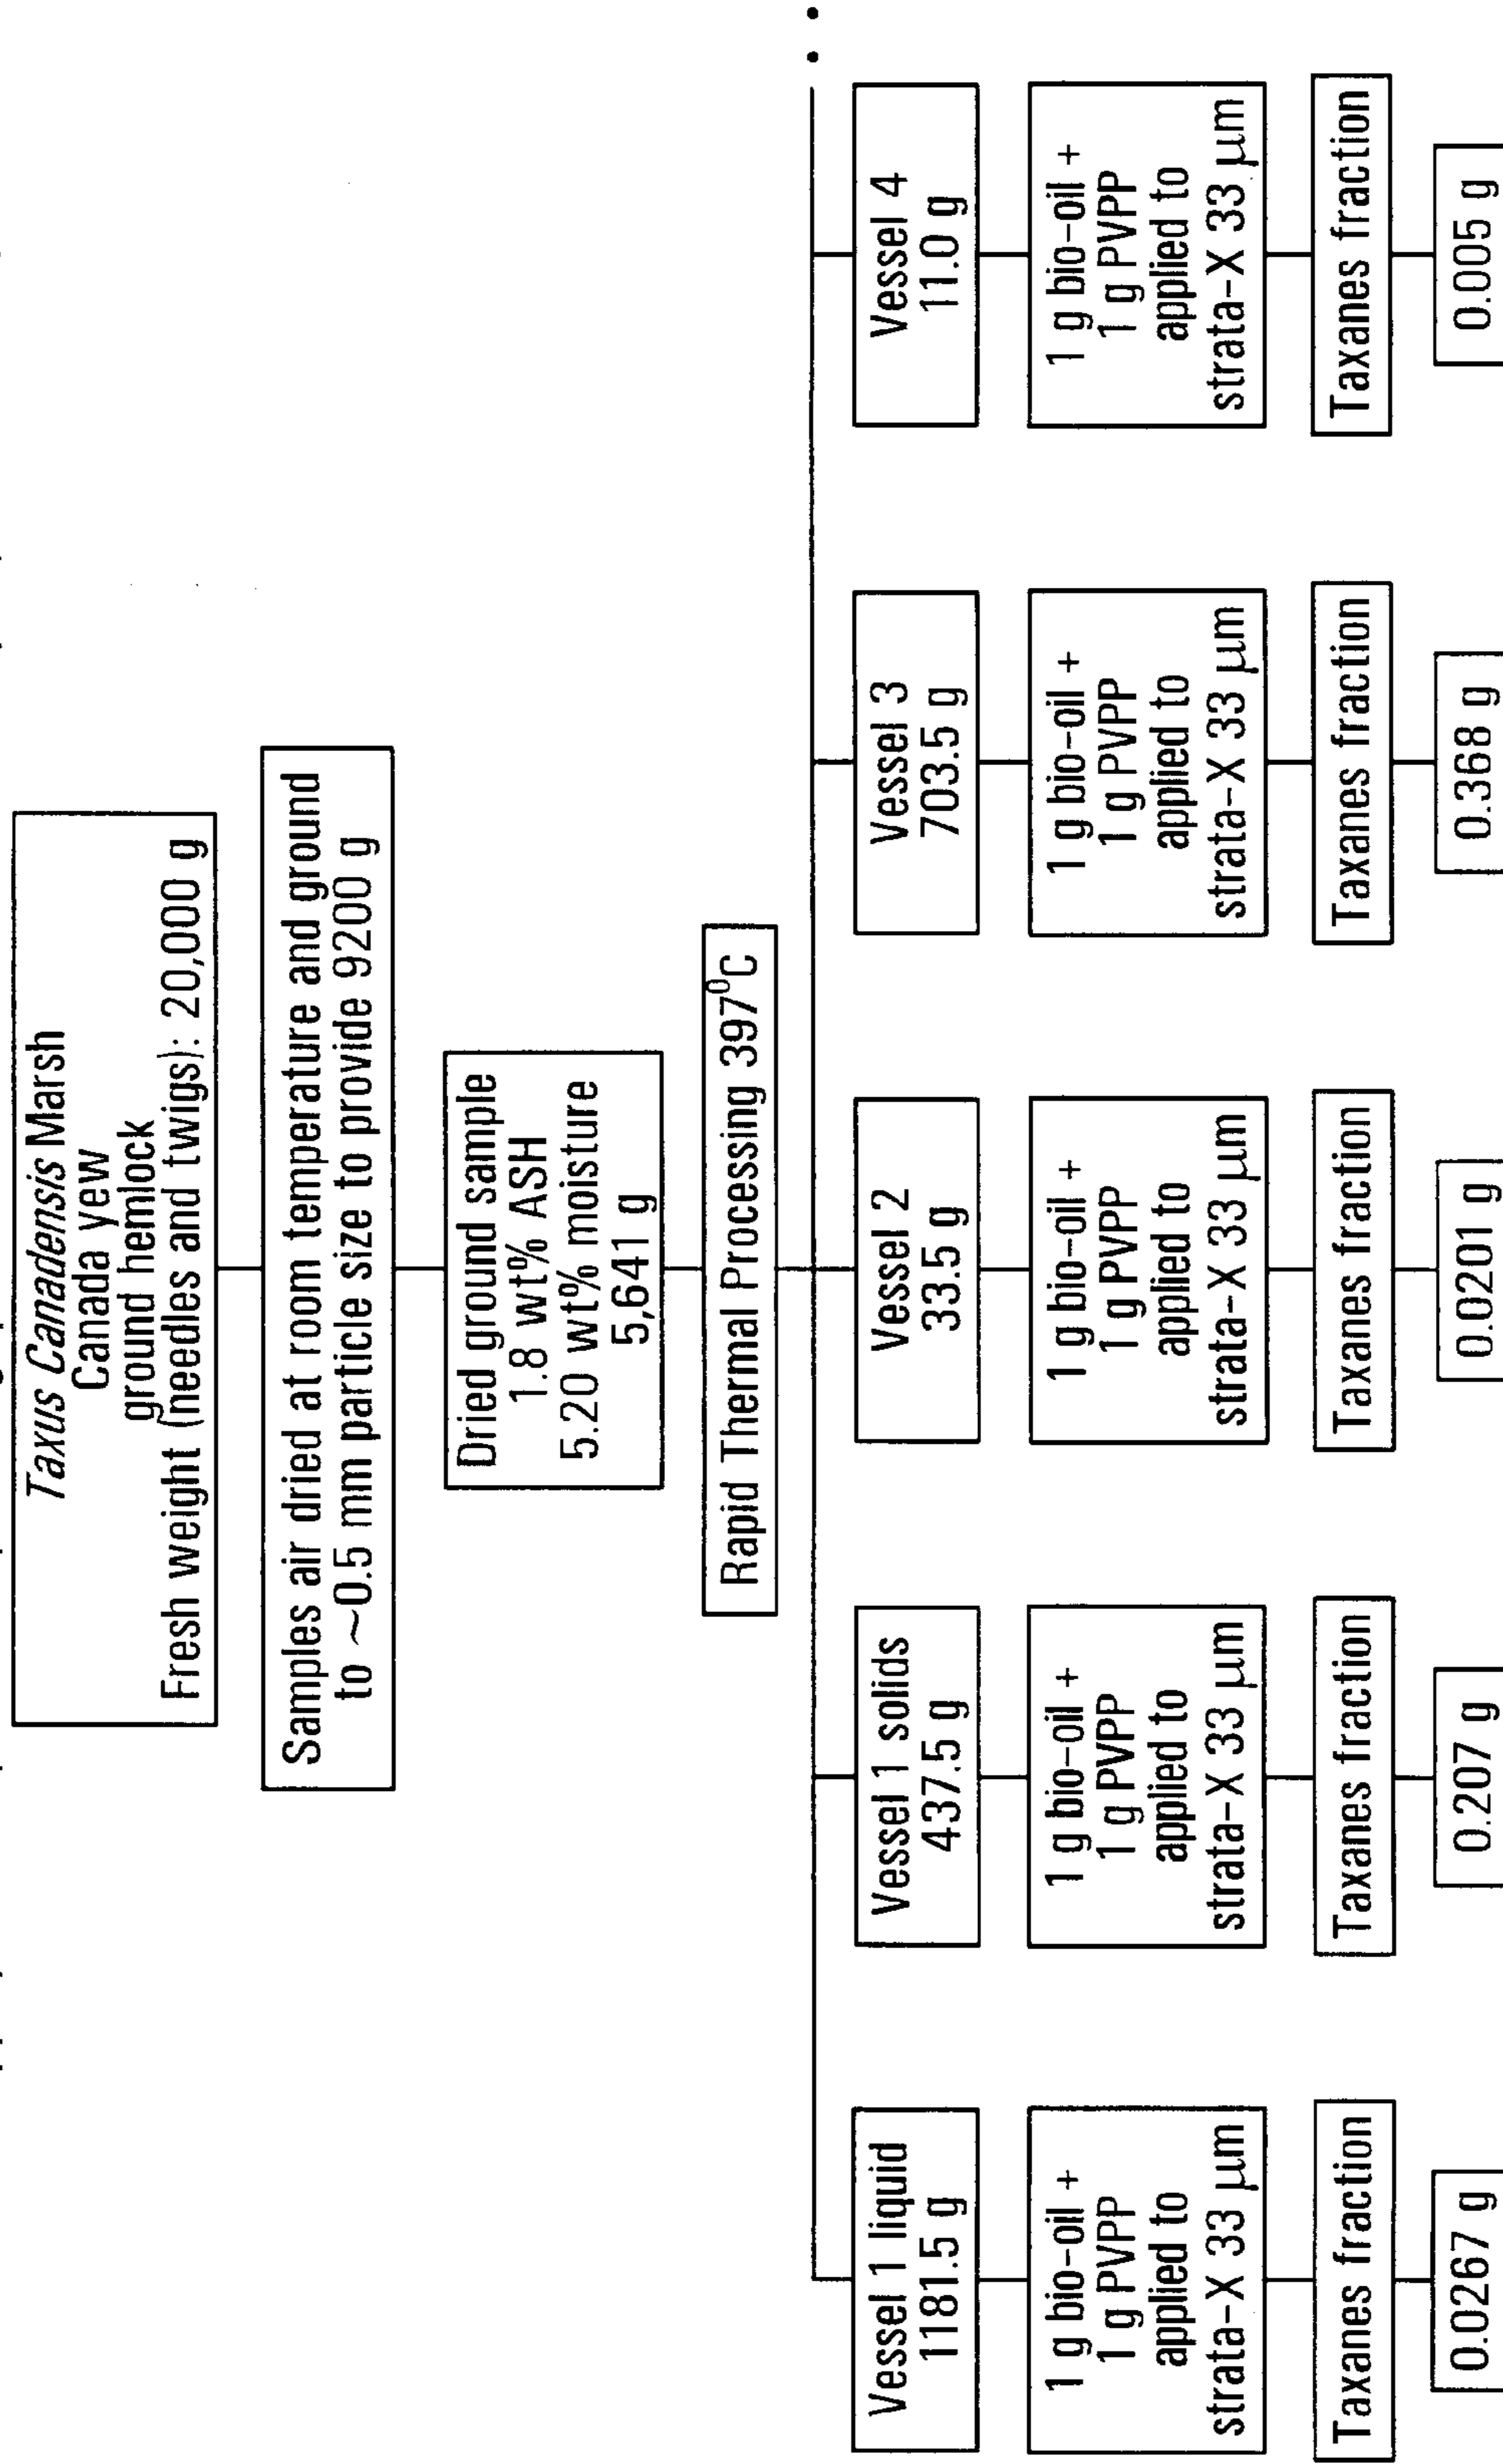 Taxus Canadensis Marsh
Canada yew
ground hemlock
Fresh weight (needles and twigs): 20,000 g
Samples air dried at room temperature and ground
to ~0.5 mm particle size to provide 9200 g
Dried ground sample
1.8 wt% ASH
5.20 wt% moisture
5,641 g
Rapid Thermal Processing 397⁰C
Vessel 1 liquid
1181.5 g
1 g bio-oil +
1 g PVPP
applied to
strata-X 33 μm
Taxanes fraction
0.0267 g
Vessel 1 solids
437.5 g
1 g bio-oil +
1 g PVPP
applied to
strata-X 33 μm
Taxanes fraction
0.207 g
Vessel 2
33.5 g
1 g bio-oil +
1 g PVPP
applied to
strata-X 33 μm
Taxanes fraction
0.0201 g
Vessel 3
703.5 g
1 g bio-oil +
1 g PVPP
applied to
strata-X 33 μm
Taxanes fraction
0.368 g
Vessel 4
11.0 g
1 g bio-oil +
1 g PVPP
applied to
strata-X 33 μm
Taxanes fraction
0.005 g